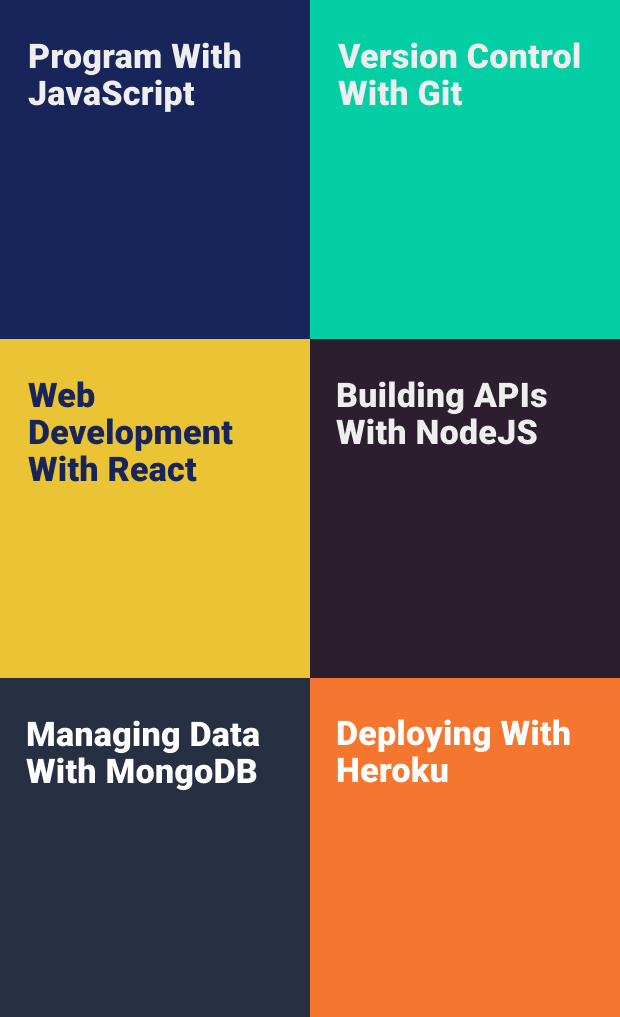 Program With
JavaScript
Version Control
With Git
Web
Development
With React
Building APIs
With NodeJS
Managing Data
With MongoDB
Deploying With
Heroku